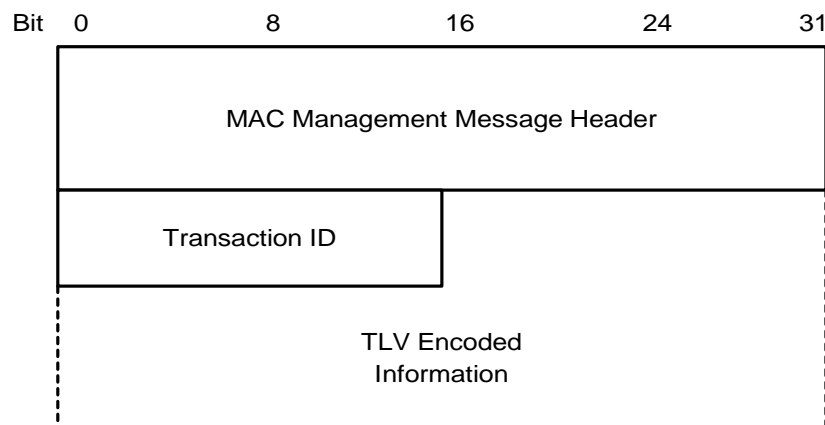 Bit 0 8 16 24 31
MAC Management Message Header
Transaction ID
TLV Encoded
Information